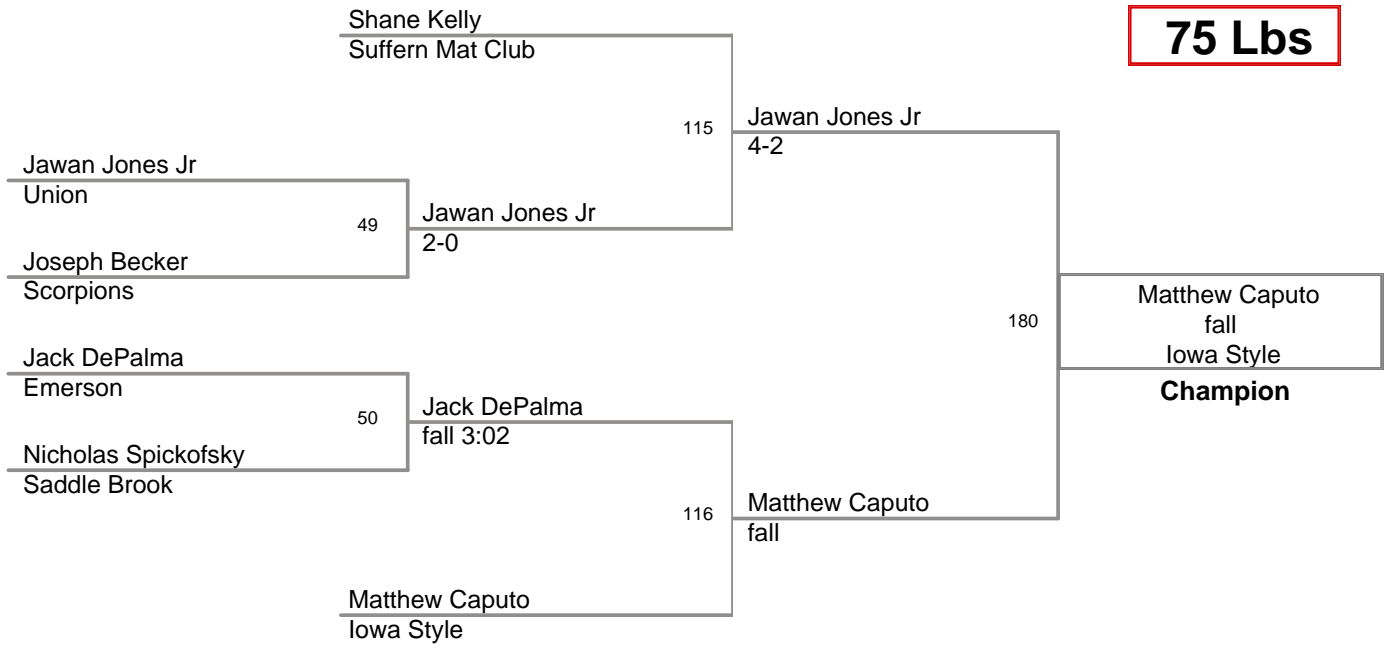 Shane Kelly
Suffern Mat Club
75 Lbs
115
Jawan Jones Jr
4-2
Jawan Jones Jr
Union
49
Jawan Jones Jr
2-0
Joseph Becker
Scorpions
Matthew Caputo
fall
Iowa Style
Champion
180
Jack DePalma
Emerson
50
Jack DePalma
fall 3:02
Nicholas Spickofsky
Saddle Brook
116
Matthew Caputo
fall
Matthew Caputo
Iowa Style